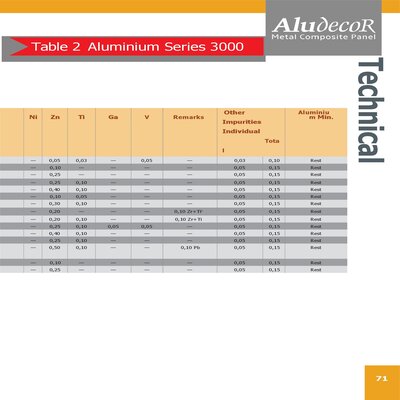 AludecoR
Metal Composite Panel
Table 2 Aluminium Series 3000
Technical
Ni Zn Ti Ga V Remarks Other Aluminiu
Impurities m Min.
Individual
Tota
l
— 0,05 0,03 — 0,05 — 0,03 0,10 Rest
— 0,10 — — — — 0,05 0,15 Rest
— 0,25 — — — — 0,05 0,15 Rest
— 0,25 0,10 — — — 0,05 0,15 Rest
— 0,40 0,10 — — — 0,05 0,15 Rest
— 0,10 0,05 — — — 0,05 0,15 Rest
— 0,30 0,10 — — — 0,05 0,15 Rest
— 0,20 — — — 0,10 Zr+Ti' 0,05 0,15 Rest
— 0,20 0,10 — — 0,10 Zr+Ti 0,05 0,15 Rest
— 0,25 0,10 0,05 0,05 — 0,05 0,15 Rest
— 0,40 0,10 — — — 0,05 0,15 Rest
— 0,25 0,10 — — — 0,05 0,15 Rest
— 0,50 0,10 — — 0,10 Pb 0,05 0,15 Rest
— 0,10 — — — — 0,05 0,15 Rest
— 0,25 — — — — 0,05 0,15 Rest
71